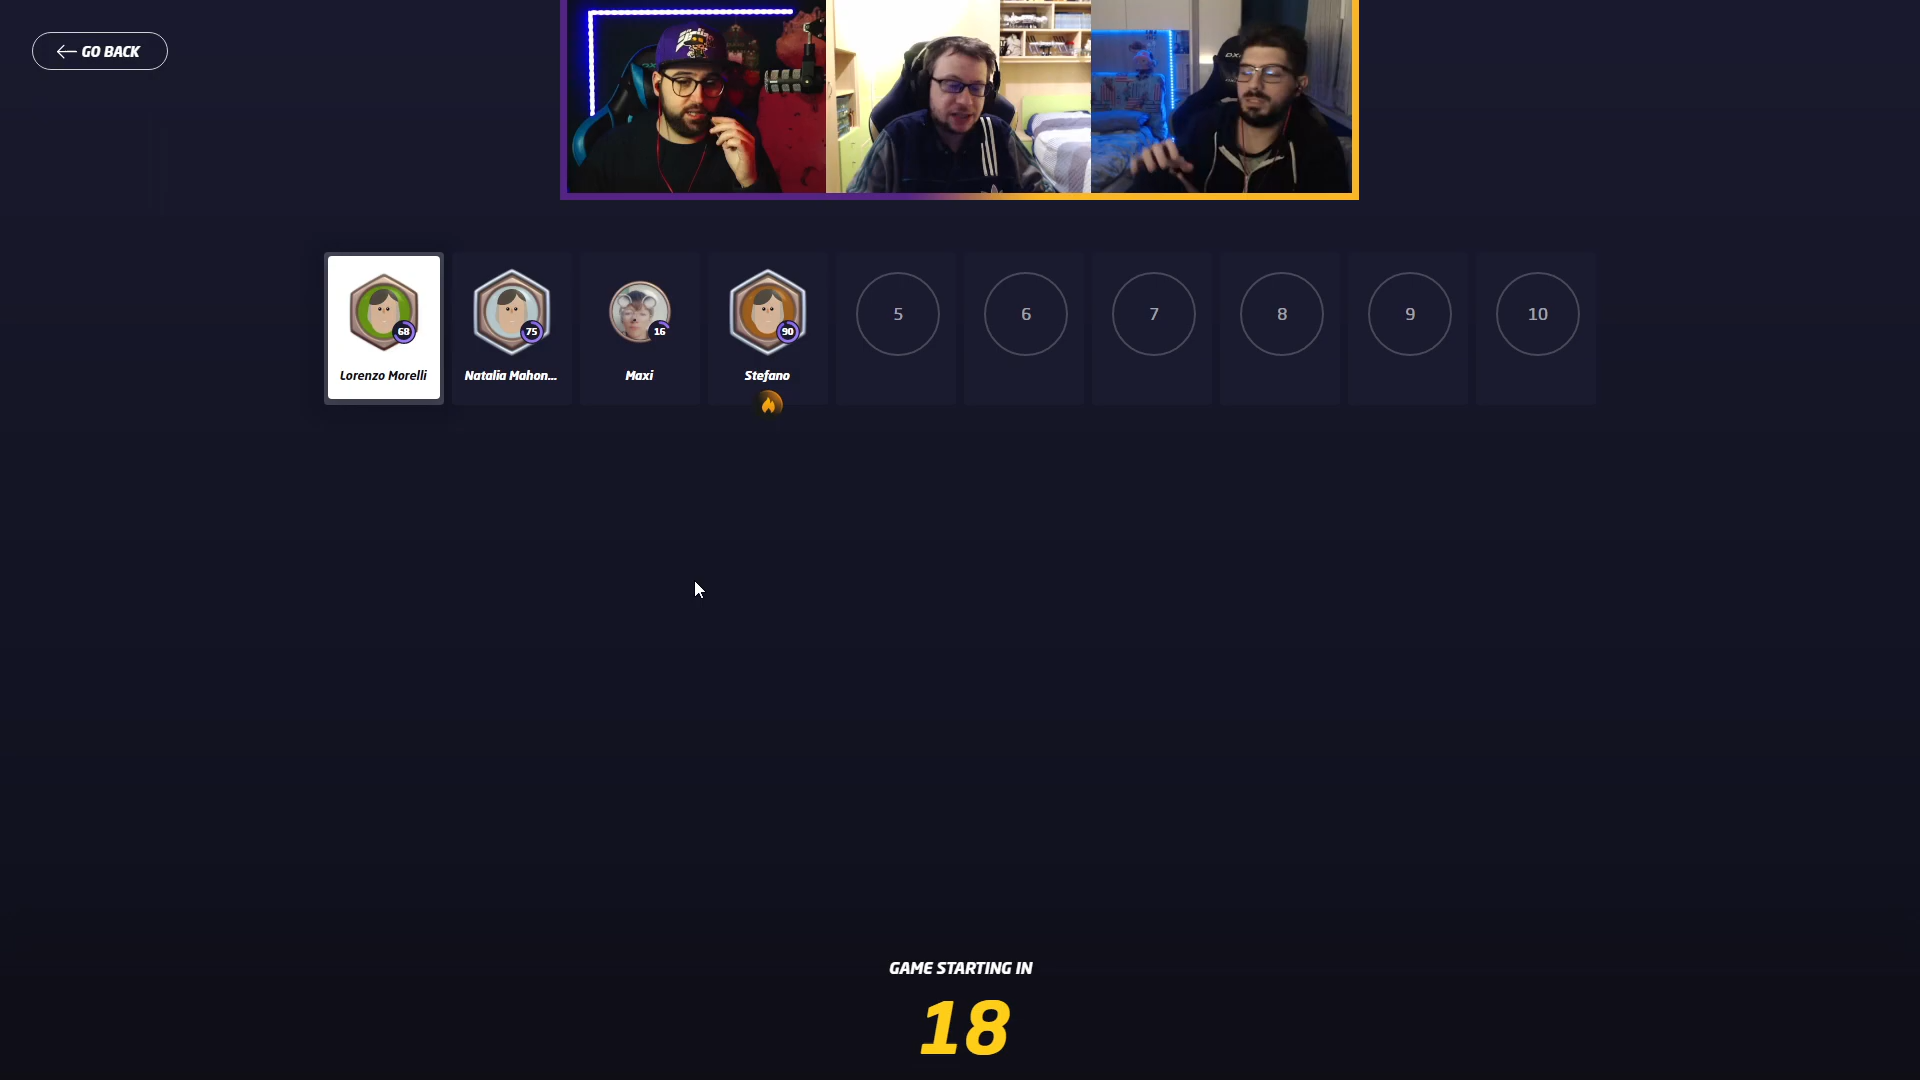 GO BACK
68
75
16
90
5
6
7
8
9
10
Lorenzo Morelli
Natalia Mahon...
Maxi
Stefano
GAME STARTING IN
18